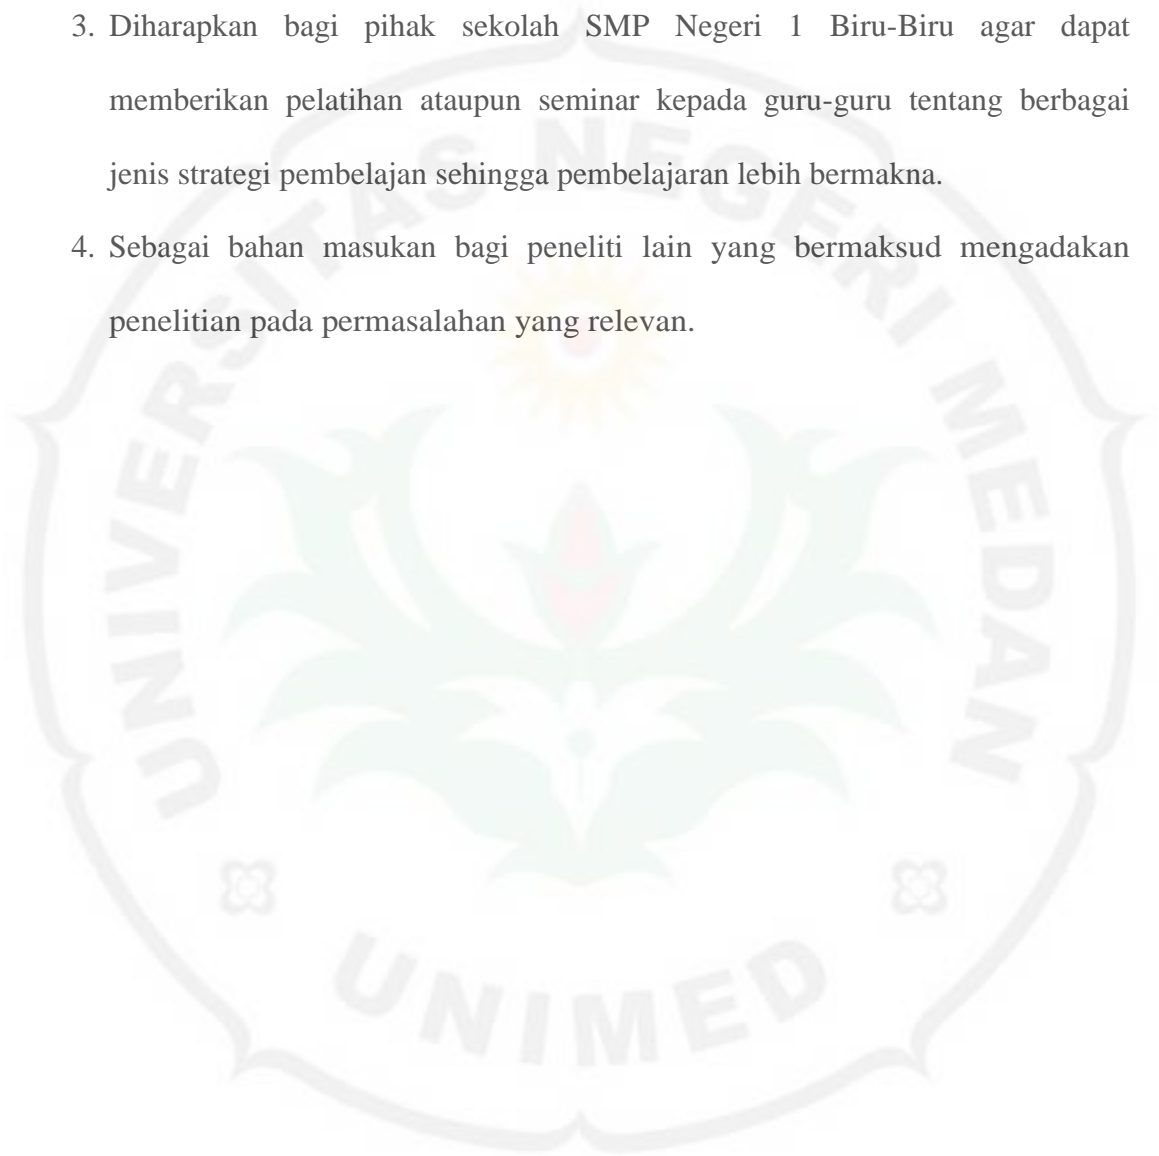 3. Diharapkan bagi pihak sekolah SMP Negeri 1 Biru-Biru agar dapat
memberikan pelatihan ataupun seminar kepada guru-guru tentang berbagai
jenis strategi pembelajan sehingga pembelajaran lebih bermakna.
4. Sebagai bahan masukan bagi peneliti lain yang bermaksud mengadakan
penelitian pada permasalahan yang relevan.
UNIVERSITAS NEGERI MEDAN
UNIMED